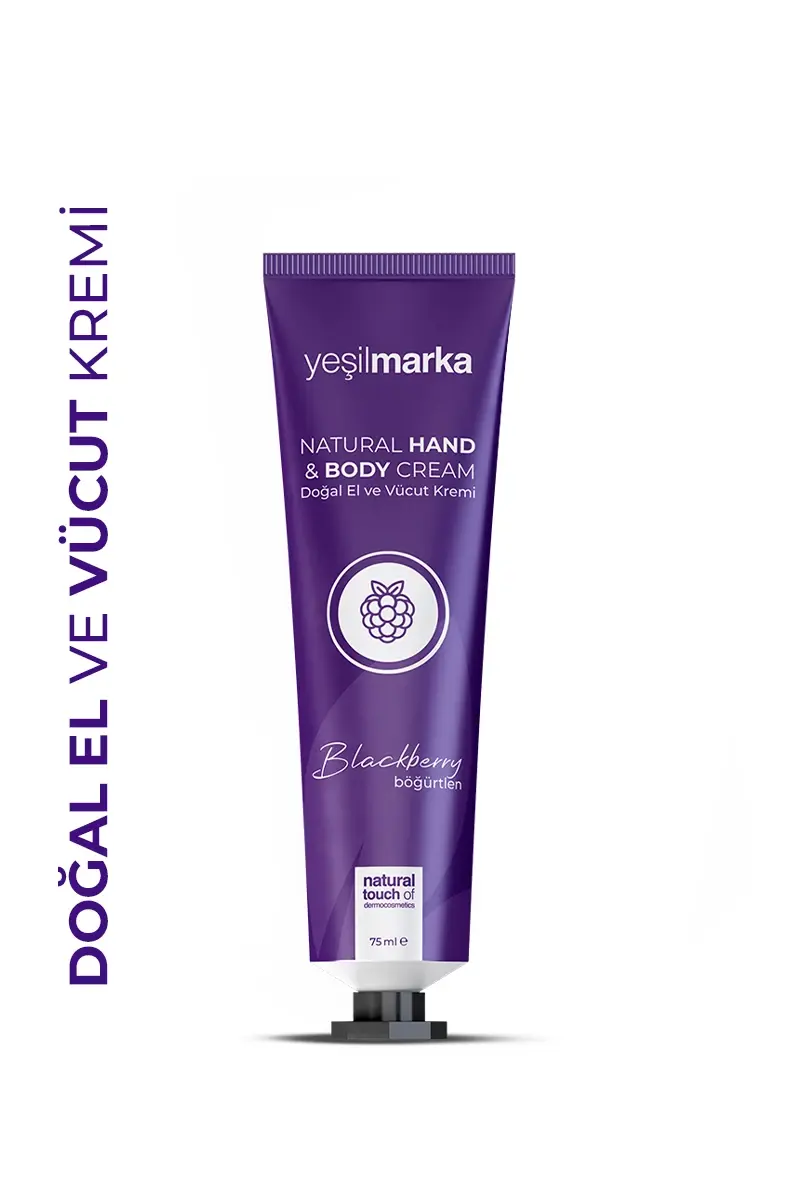 DOĞAL EL VE VÜCUT KREMİ
yeşilmarka
NATURAL HAND
& BODY CREAM
Doğal El ve Vücut Kremi
Blackberry
böğürtlen
natural
touch of
dermocosmetics
75 ml ℮